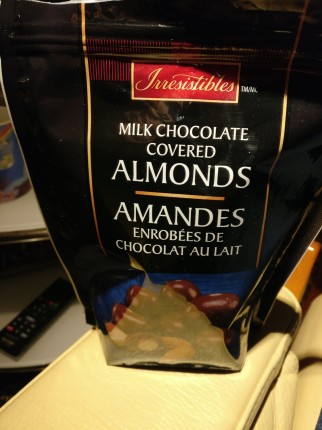 Irresistibles TM/MC
MILK CHOCOLATE
COVERED
ALMONDS
AMANDES
ENROBÉES DE
CHOCOLAT AU LAIT